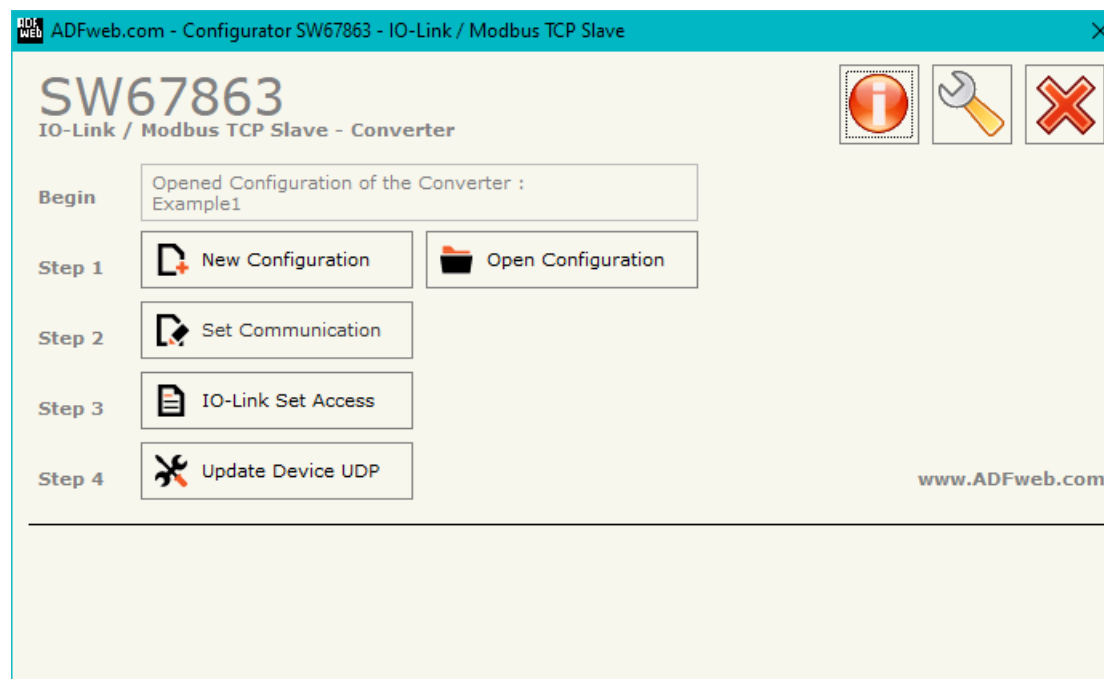 ADF
WEB
ADFweb.com - Configurator SW67863 - IO-Link / Modbus TCP Slave
SW67863
IO-Link / Modbus TCP Slave - Converter
Begin
Opened Configuration of the Converter :
Example1
Step 1
New Configuration
Open Configuration
Step 2
Set Communication
Step 3
IO-Link Set Access
Step 4
Update Device UDP
www.ADFweb.com